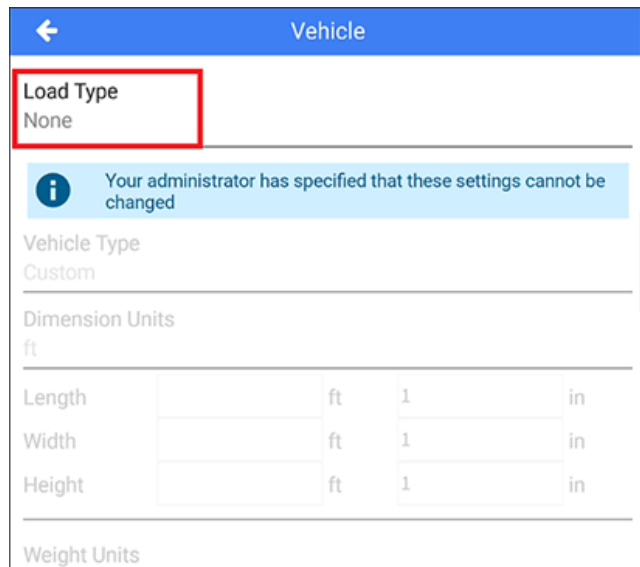 Vehicle
Load Type
None
Your administrator has specified that these settings cannot be
changed
Vehicle Type
Custom
Dimension Units
ft
Length ft 1 in
Width ft 1 in
Height ft 1 in
Weight Units